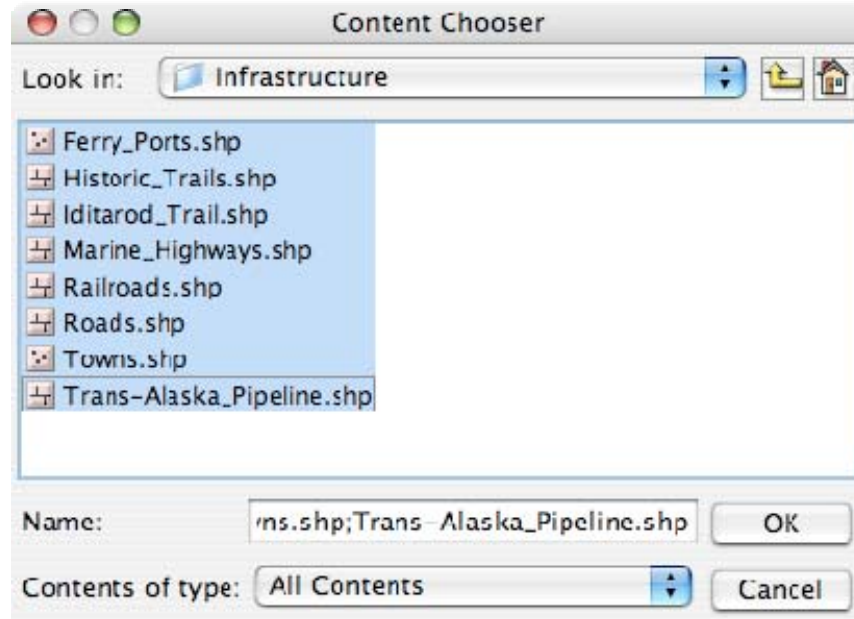 Content Chooser
Look in: Infrastructure
Ferry_Ports.shp
Historic_Trails.shp
Iditarod_Trail.shp
Marine_Highways.shp
Railroads.shp
Roads.shp
Towns.shp
Trans-Alaska_Pipeline.shp
Name: ns.shp;Trans-Alaska_Pipeline.shp OK
Contents of type: All Contents Cancel